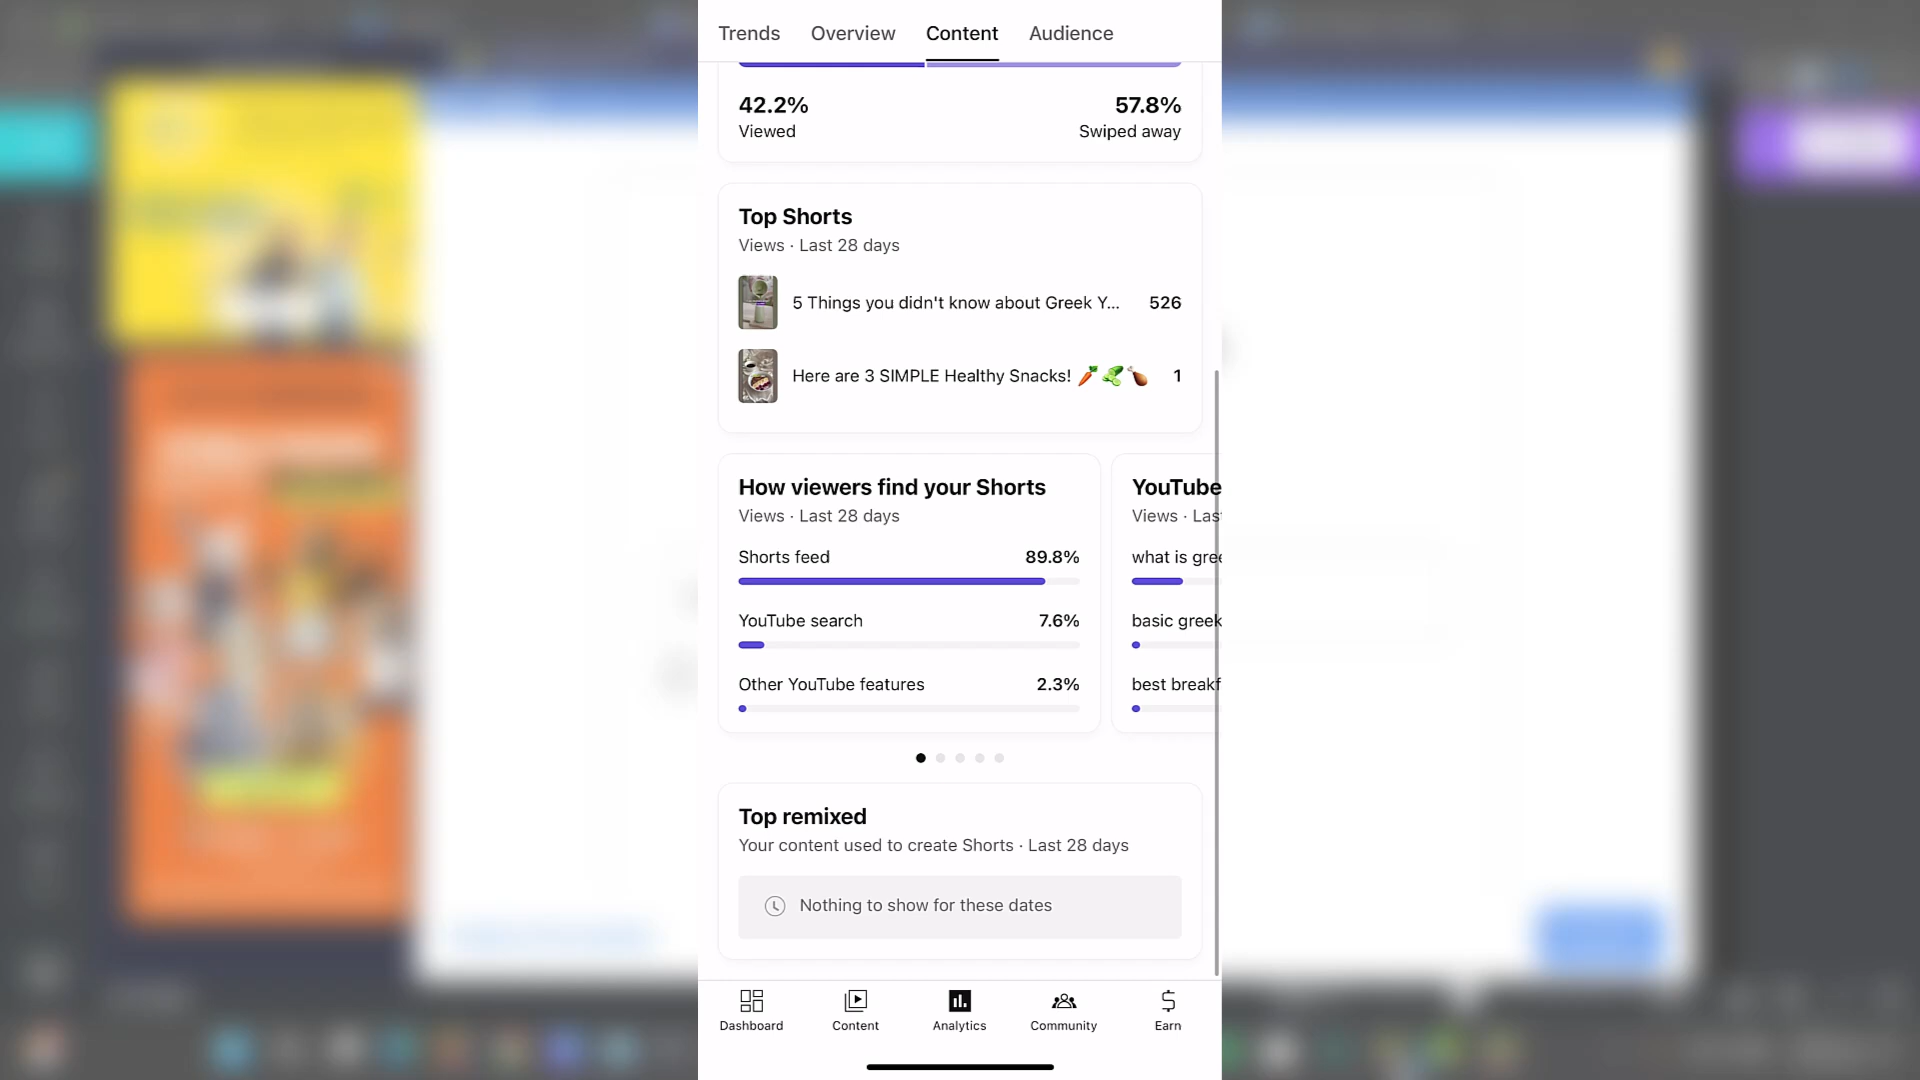 Trends Overview Content Audience
42.2% 57.8%
Viewed Swiped away
Top Shorts
Views · Last 28 days
5 Things you didn't know about Greek Y... 526
Here are 3 SIMPLE Healthy Snacks! 🥕🥒🍗 1
How viewers find your Shorts
Views · Last 28 days
Shorts feed 89.8%
YouTube search 7.6%
Other YouTube features 2.3%
YouTube
Views · Las
what is gree
basic greek
best breakf
Top remixed
Your content used to create Shorts · Last 28 days
Nothing to show for these dates
Dashboard Content Analytics Community Earn